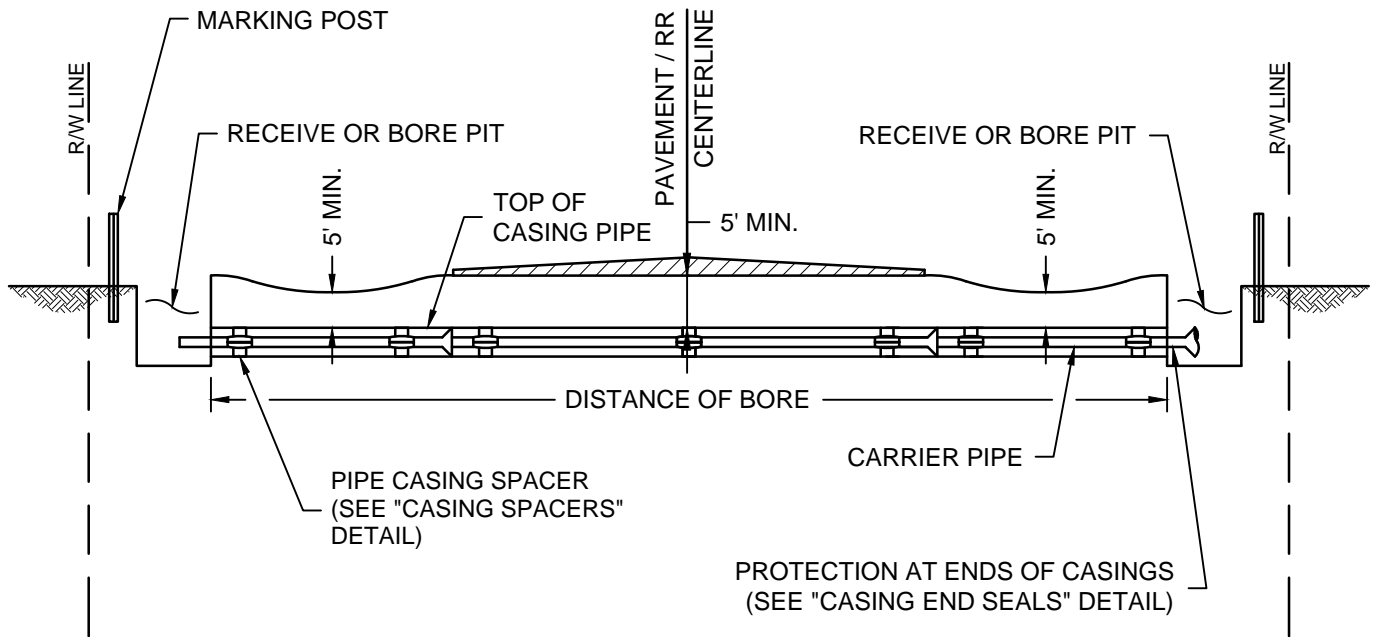 MARKING POST
PAVEMENT / RR
CENTERLINE
R/W LINE
R/W LINE
RECEIVE OR BORE PIT
RECEIVE OR BORE PIT
5' MIN.
TOP OF
CASING PIPE
5' MIN.
5' MIN.
DISTANCE OF BORE
CARRIER PIPE
PIPE CASING SPACER
(SEE "CASING SPACERS"
DETAIL)
PROTECTION AT ENDS OF CASINGS
(SEE "CASING END SEALS" DETAIL)